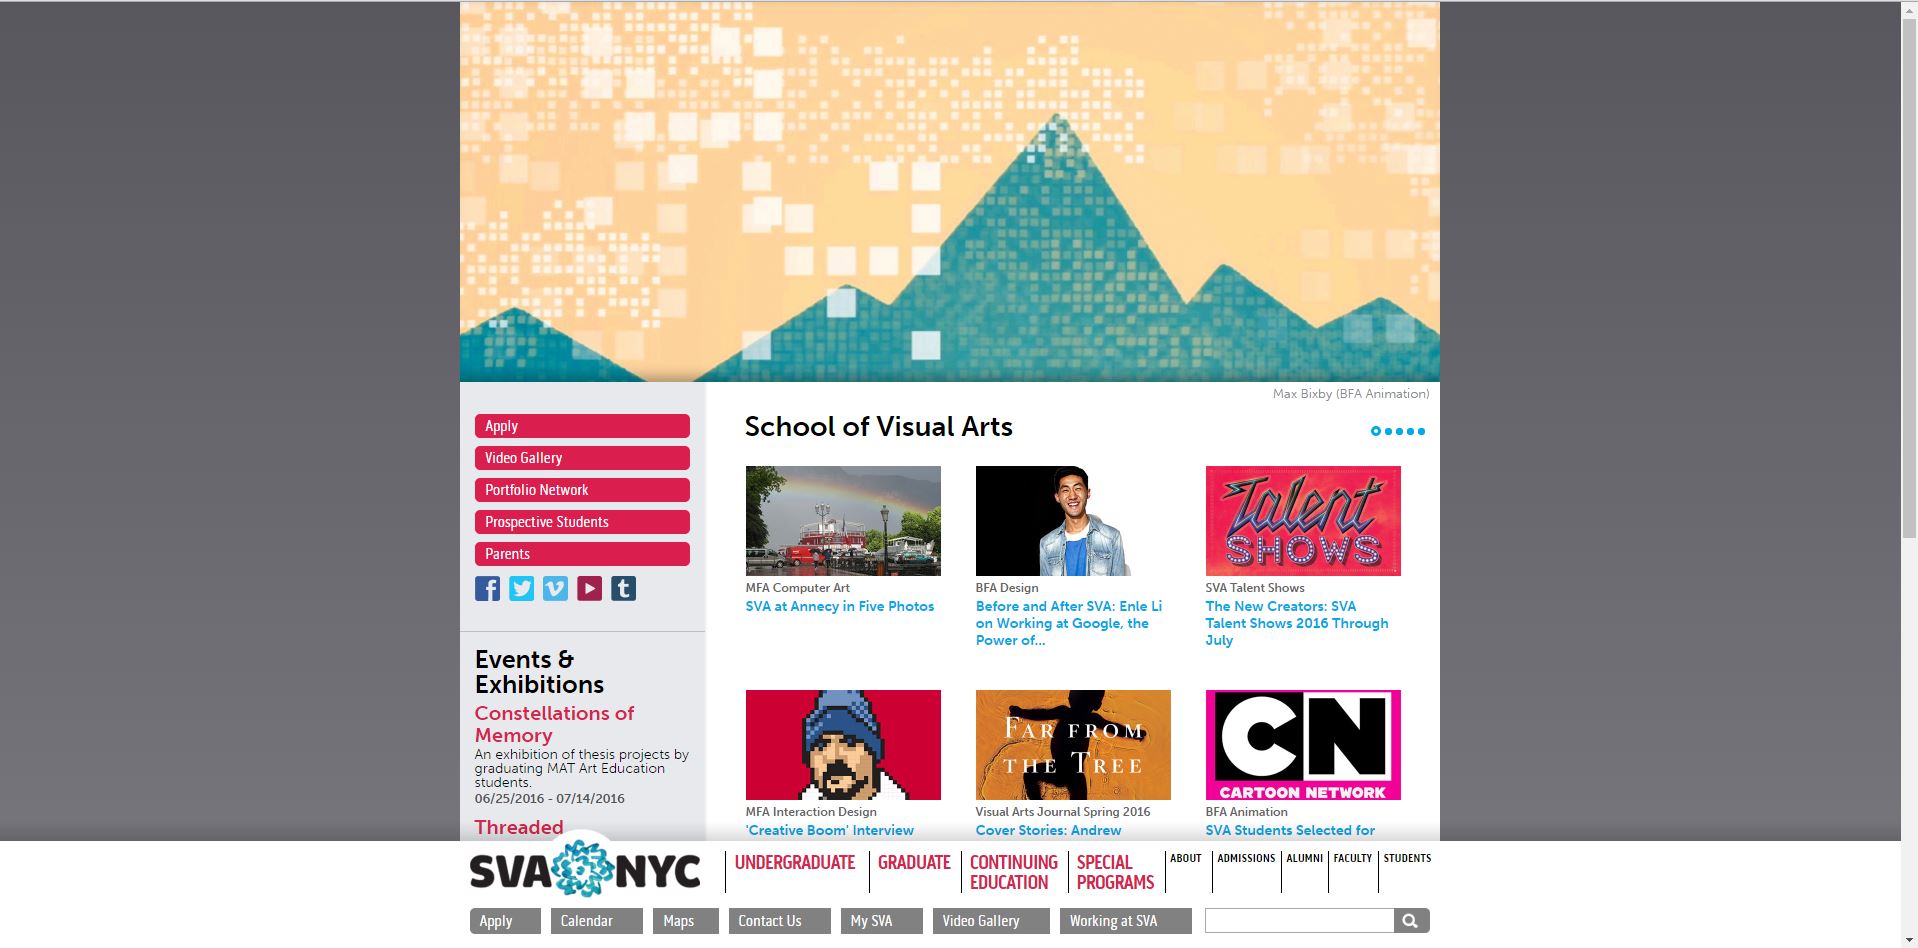 Max Bixby (BFA Animation)
Apply
Video Gallery
Portfolio Network
Prospective Students
Parents
Events &
Exhibitions
Constellations of
Memory
An exhibition of thesis projects by
graduating MAT Art Education
students.
06/25/2016 - 07/14/2016
Threaded
School of Visual Arts
MFA Computer Art
SVA at Annecy in Five Photos
BFA Design
Before and After SVA: Enle Li
on Working at Google, the
Power of...
Talent
SHOWS
SVA Talent Shows
The New Creators: SVA
Talent Shows 2016 Through
July
MFA Interaction Design
'Creative Boom' Interview
FAR FROM
THE TREE
Visual Arts Journal Spring 2016
Cover Stories: Andrew
CN
CARTOON NETWORK
BFA Animation
SVA Students Selected for
SVA NYC
UNDERGRADUATE
GRADUATE
CONTINUING
EDUCATION
SPECIAL
PROGRAMS
ABOUT
ADMISSIONS
ALUMNI
FACULTY
STUDENTS
Apply
Calendar
Maps
Contact Us
My SVA
Video Gallery
Working at SVA